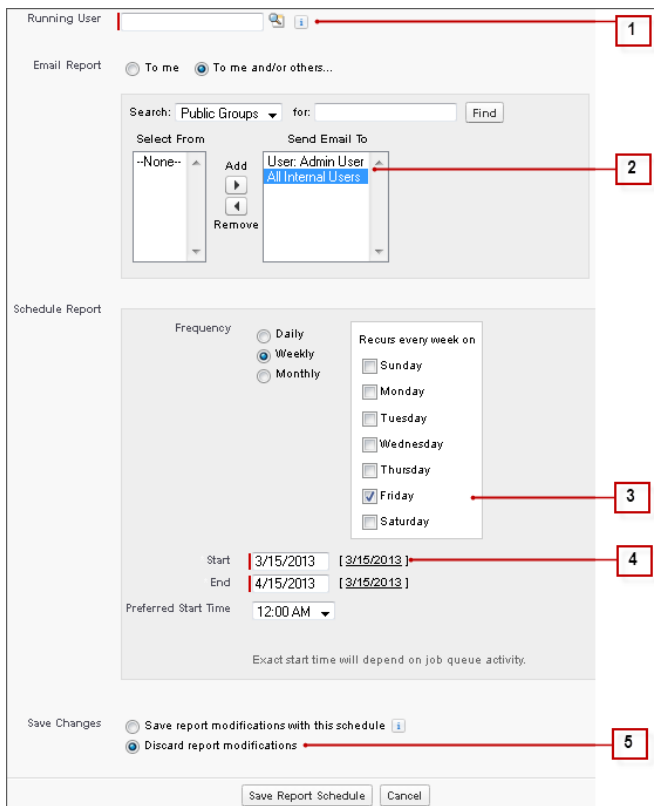 Running User
1
Email Report To me To me and/or others...
Search: Public Groups for: Find
Select From Send Email To
--None-- Add User: Admin User
All Internal Users
2
Remove
Schedule Report
Frequency Daily
Weekly
Monthly
Recurs every week on
Sunday
Monday
Tuesday
Wednesday
Thursday
Friday
3
Saturday
Start 3/15/2013 [ 3/15/2013 ]
4
End 4/15/2013 [ 3/15/2013 ]
Preferred Start Time 12:00 AM
Exact start time will depend on job queue activity.
Save Changes Save report modifications with this schedule i
Discard report modifications
5
Save Report Schedule Cancel